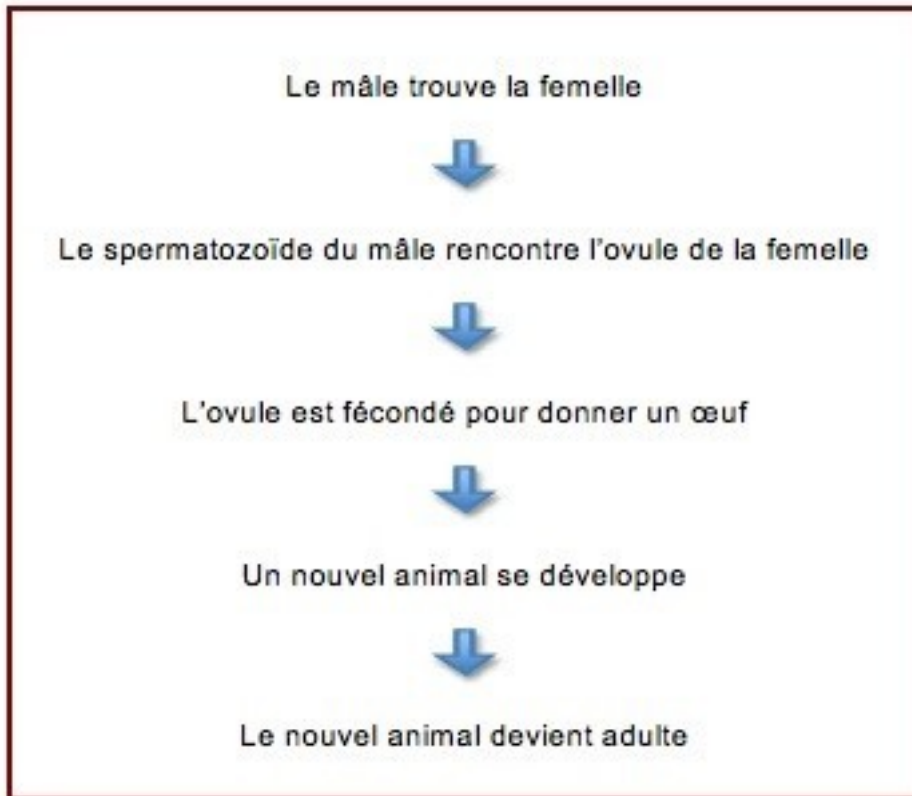 Le mâle trouve la femelle
Le spermatozoïde du mâle rencontre l'ovule de la femelle
L'ovule est fécondé pour donner un œuf
Un nouvel animal se développe
Le nouvel animal devient adulte